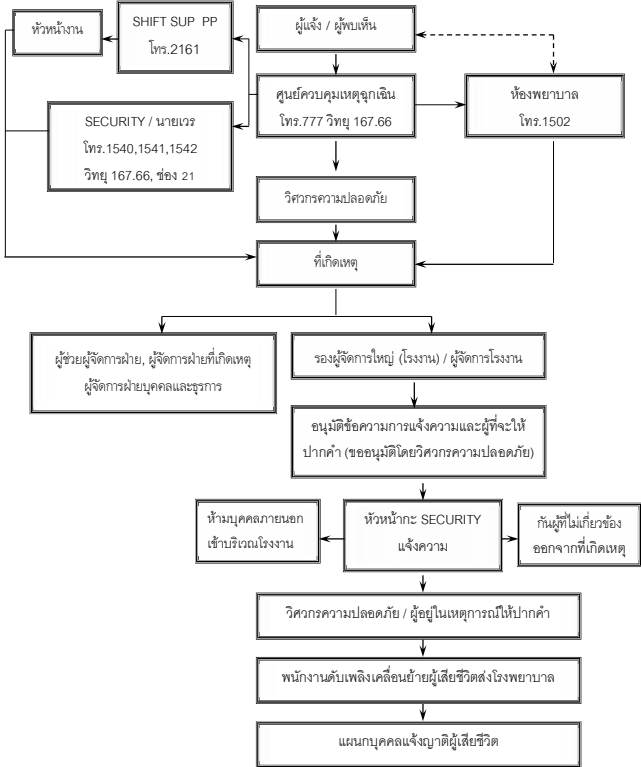 หัวหน้างาน
SHIFT SUP PP
โทร.2161
ผู้แจ้ง / ผู้พบเห็น
ศูนย์ควบคุมเหตุฉุกเฉิน
โทร.777 วิทยุ 167.66
ห้องพยาบาล
โทร.1502
SECURITY / นายเวร
โทร.1540,1541,1542
วิทยุ 167.66, ช่อง 21
วิศวกรความปลอดภัย
ที่เกิดเหตุ
ผู้ช่วยผู้จัดการฝ่าย, ผู้จัดการฝ่ายที่เกิดเหตุ
ผู้จัดการฝ่ายบุคคลและธุรการ
รองผู้จัดการใหญ่ (โรงงาน) / ผู้จัดการโรงงาน
อนุมัติข้อความการแจ้งความและผู้ที่จะให้
ปากคำ (ขออนุมัติโดยวิศวกรความปลอดภัย)
ห้ามบุคคลภายนอก
เข้าบริเวณโรงงาน
หัวหน้ากะ SECURITY
แจ้งความ
กันผู้ที่ไม่เกี่ยวข้อง
ออกจากที่เกิดเหตุ
วิศวกรความปลอดภัย / ผู้อยู่ในเหตุการณ์ให้ปากคำ
พนักงานดับเพลิงเคลื่อนย้ายผู้เสียชีวิตส่งโรงพยาบาล
แผนกบุคคลแจ้งญาติผู้เสียชีวิต